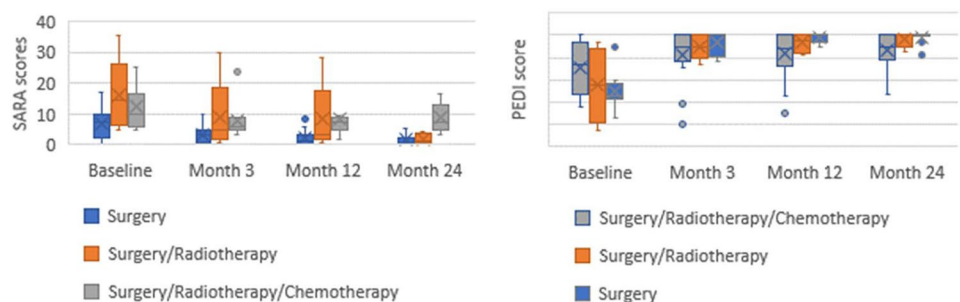 SARA scores
40
30
20
10
0
Baseline Month 3 Month 12 Month 24
Surgery
Surgery/Radiotherapy
Surgery/Radiotherapy/Chemotherapy
PEDI score
Baseline Month 3 Month 12 Month 24
Surgery/Radiotherapy/Chemotherapy
Surgery/Radiotherapy
Surgery